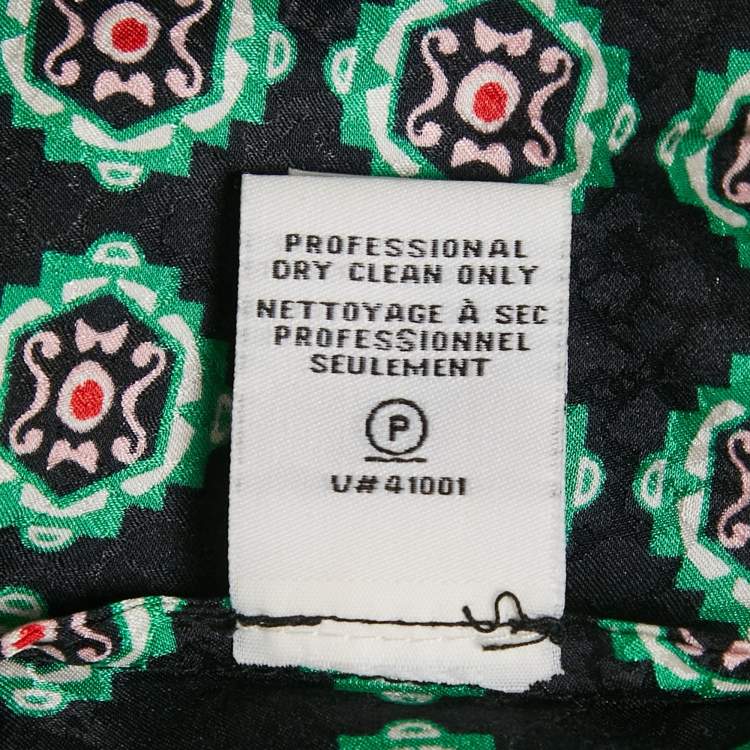 PROFESSIONAL
DRY CLEAN ONLY
NETTOYAGE À SEC
PROFESSIONNEL
SEULEMENT
P
U# 41001